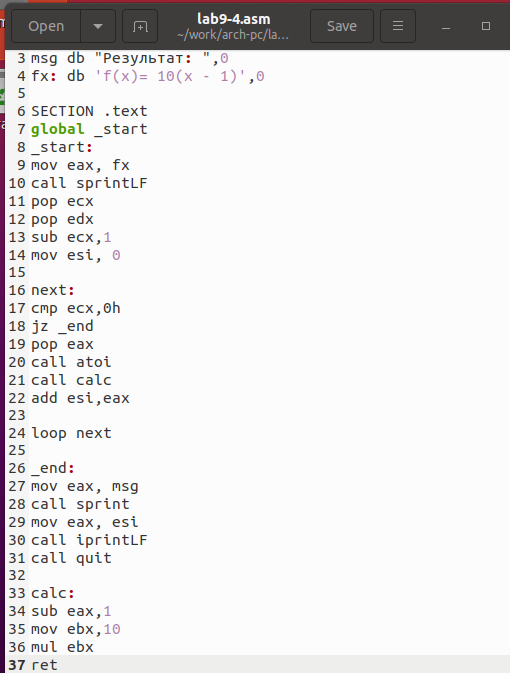 lab9-4.asm
Open
~/work/arch-pc/la...
Save
3 msg db "Результат: ",0
4 fx: db 'f(x)= 10(x - 1)',0
5
6 SECTION .text
7 global _start
8 _start:
9 mov eax, fx
10 call sprintLF
11 pop ecx
12 pop edx
13 sub ecx,1
14 mov esi, 0
15
16 next:
17 cmp ecx,0h
18 jz _end
19 pop eax
20 call atoi
21 call calc
22 add esi,eax
23
24 loop next
25
26 _end:
27 mov eax, msg
28 call sprint
29 mov eax, esi
30 call iprintLF
31 call quit
32
33 calc:
34 sub eax,1
35 mov ebx,10
36 mul ebx
37 ret